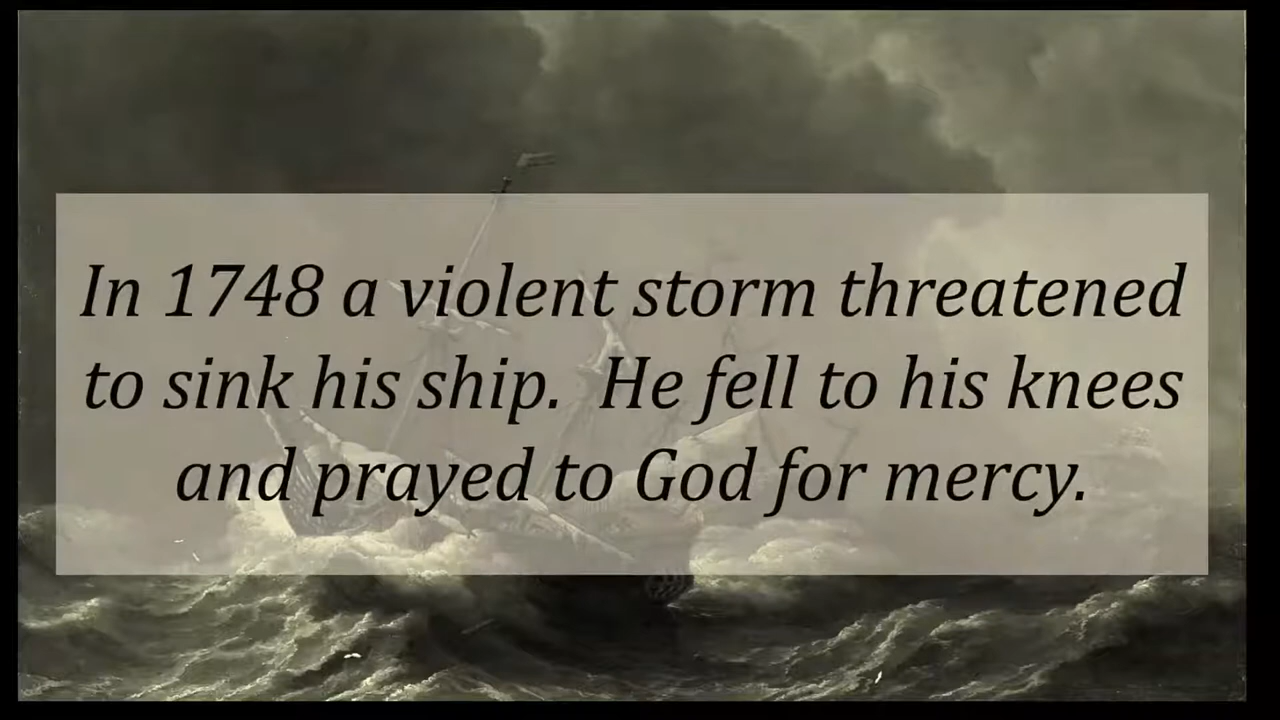 In 1748 a violent storm threatened
to sink his ship.  He fell to his knees
and prayed to God for mercy.